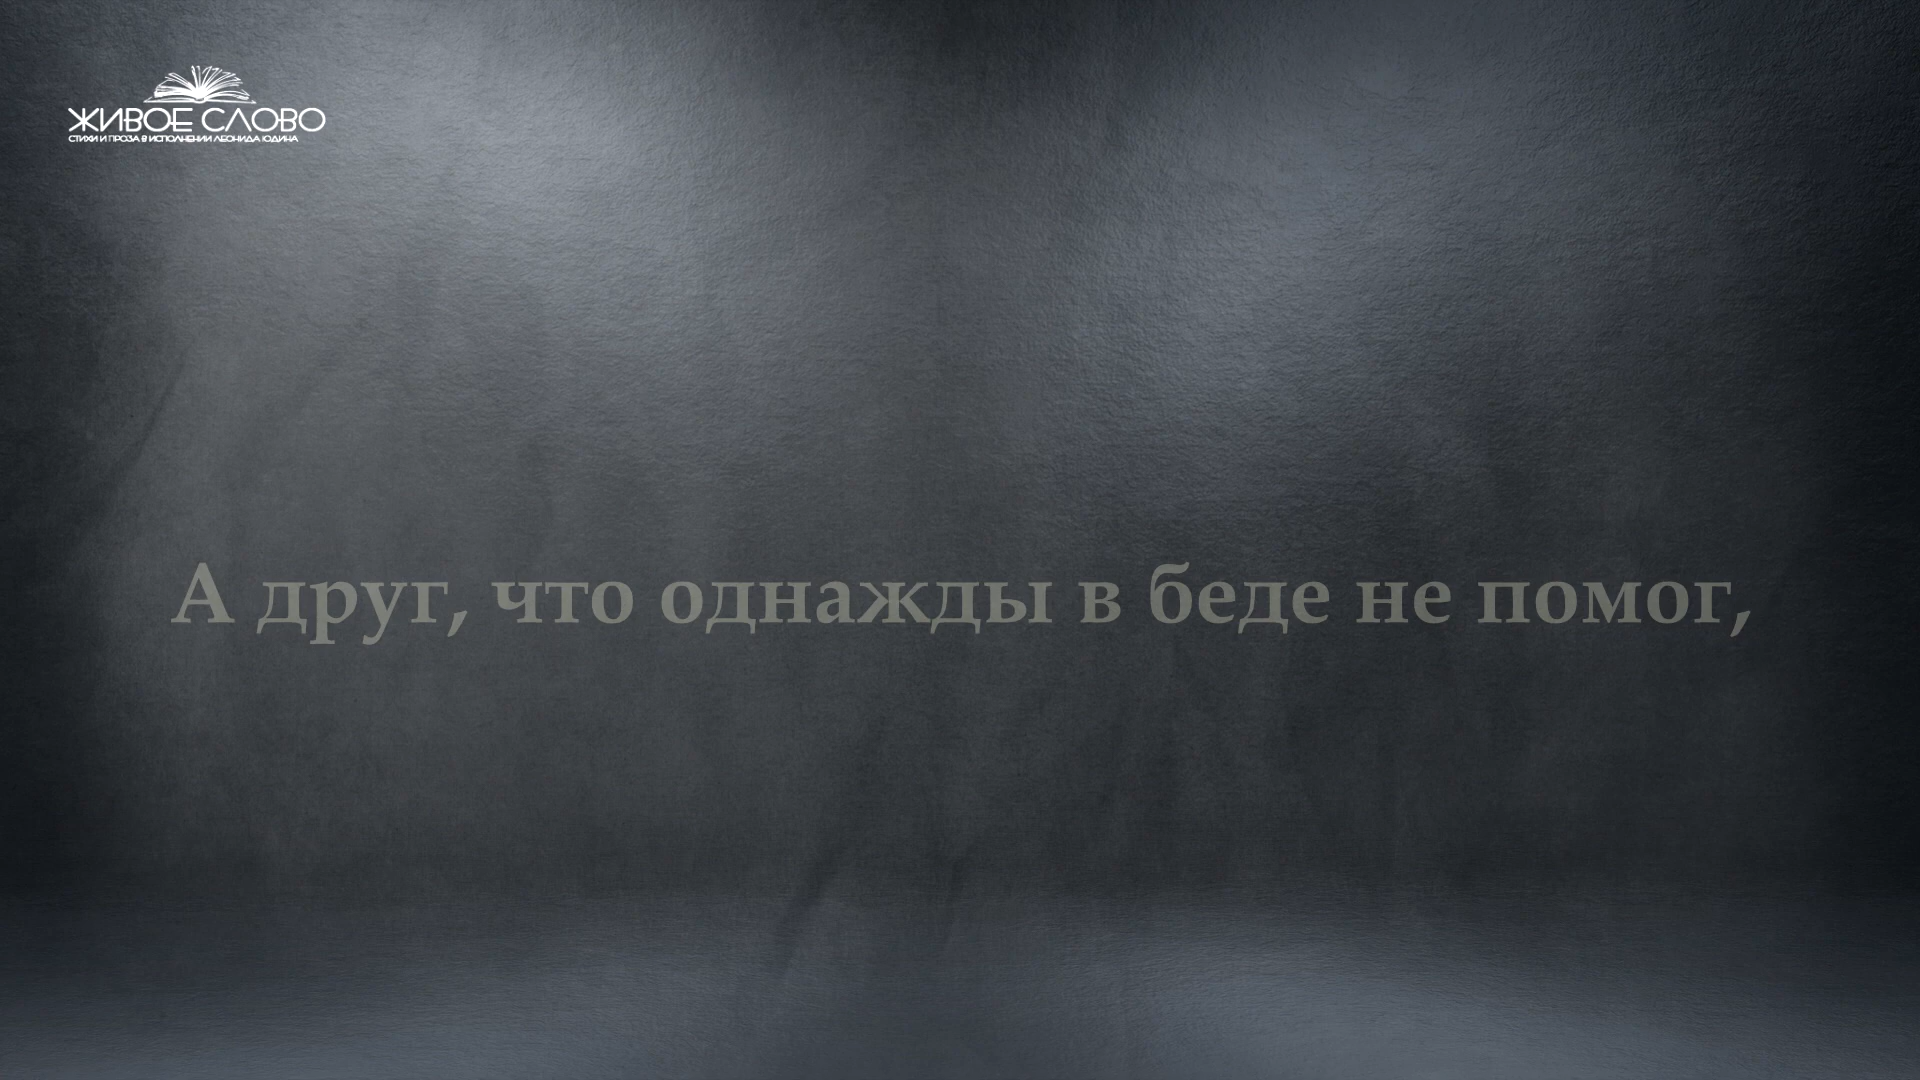 ЖИВОЕ СЛОВО
СТИХИ И ПРОЗА В ИСПОЛНЕНИИ ЛЕОНИДА ЮДИНА
А друг, что однажды в беде не помог,